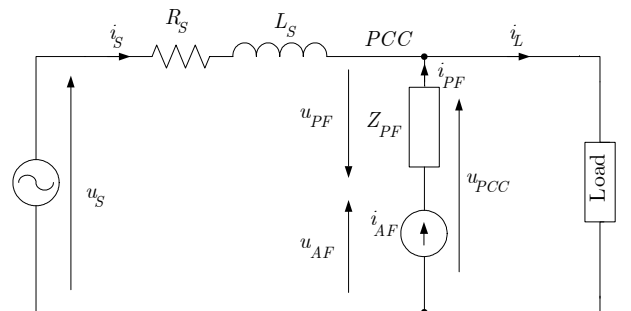 i_S
R_S
L_S
PCC
i_L
i_PF
u_PF
Z_PF
u_S
u_PCC
i_AF
u_AF
Load